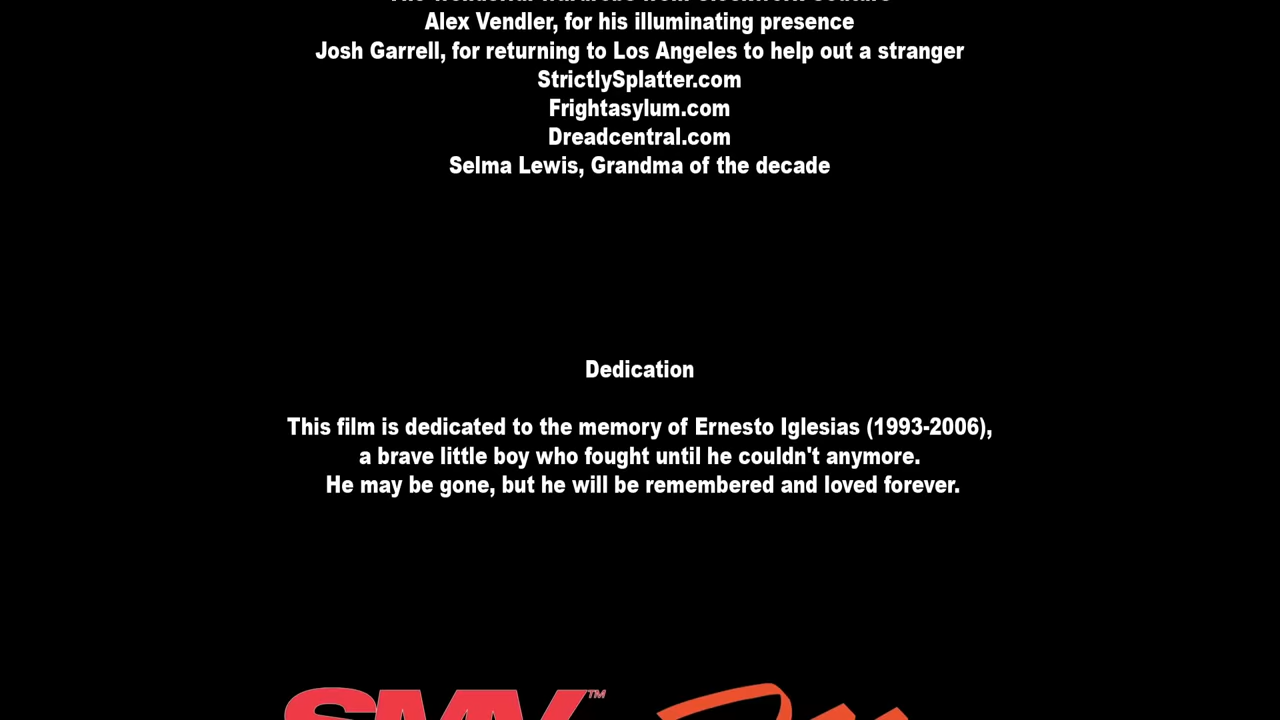 Alex Vendler, for his illuminating presence
Josh Garrell, for returning to Los Angeles to help out a stranger
StrictlySplatter.com
Frightasylum.com
Dreadcentral.com
Selma Lewis, Grandma of the decade
Dedication
This film is dedicated to the memory of Ernesto Iglesias (1993-2006),
a brave little boy who fought until he couldn't anymore.
He may be gone, but he will be remembered and loved forever.
TM